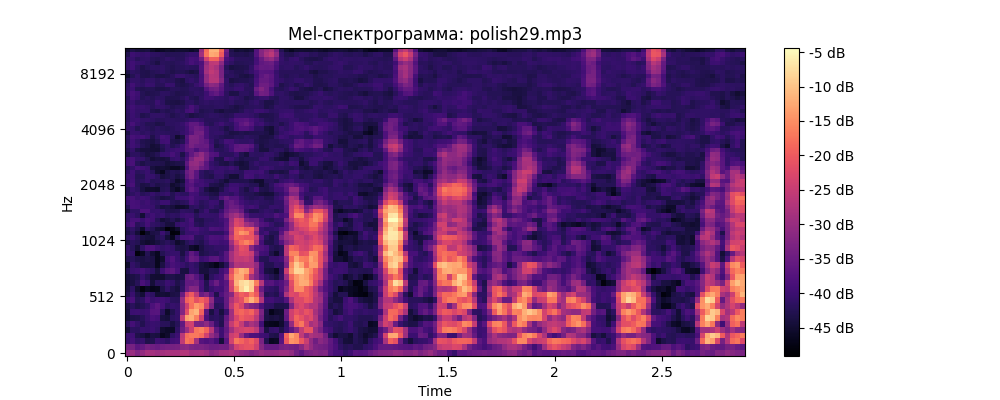 Mel-спектрограмма: polish29.mp3
8192
4096
2048
1024
512
0
Hz
0
0.5
1
1.5
2
2.5
Time
-5 dB
-10 dB
-15 dB
-20 dB
-25 dB
-30 dB
-35 dB
-40 dB
-45 dB